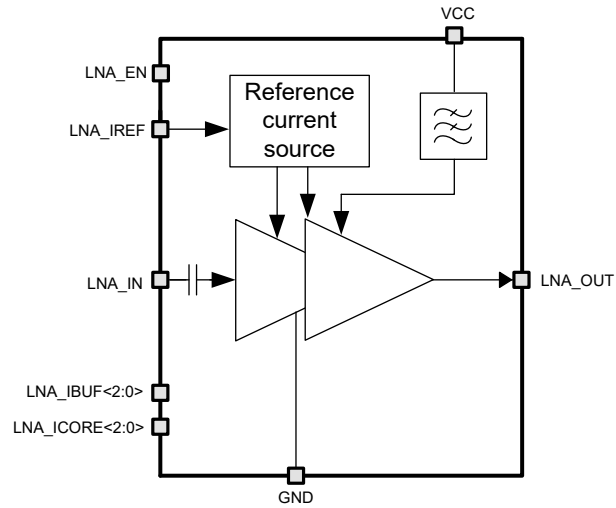 VCC
LNA_EN
Reference
current
source
LNA_IREF
LNA_IN
LNA_OUT
LNA_IBUF<2:0>
LNA_ICORE<2:0>
GND